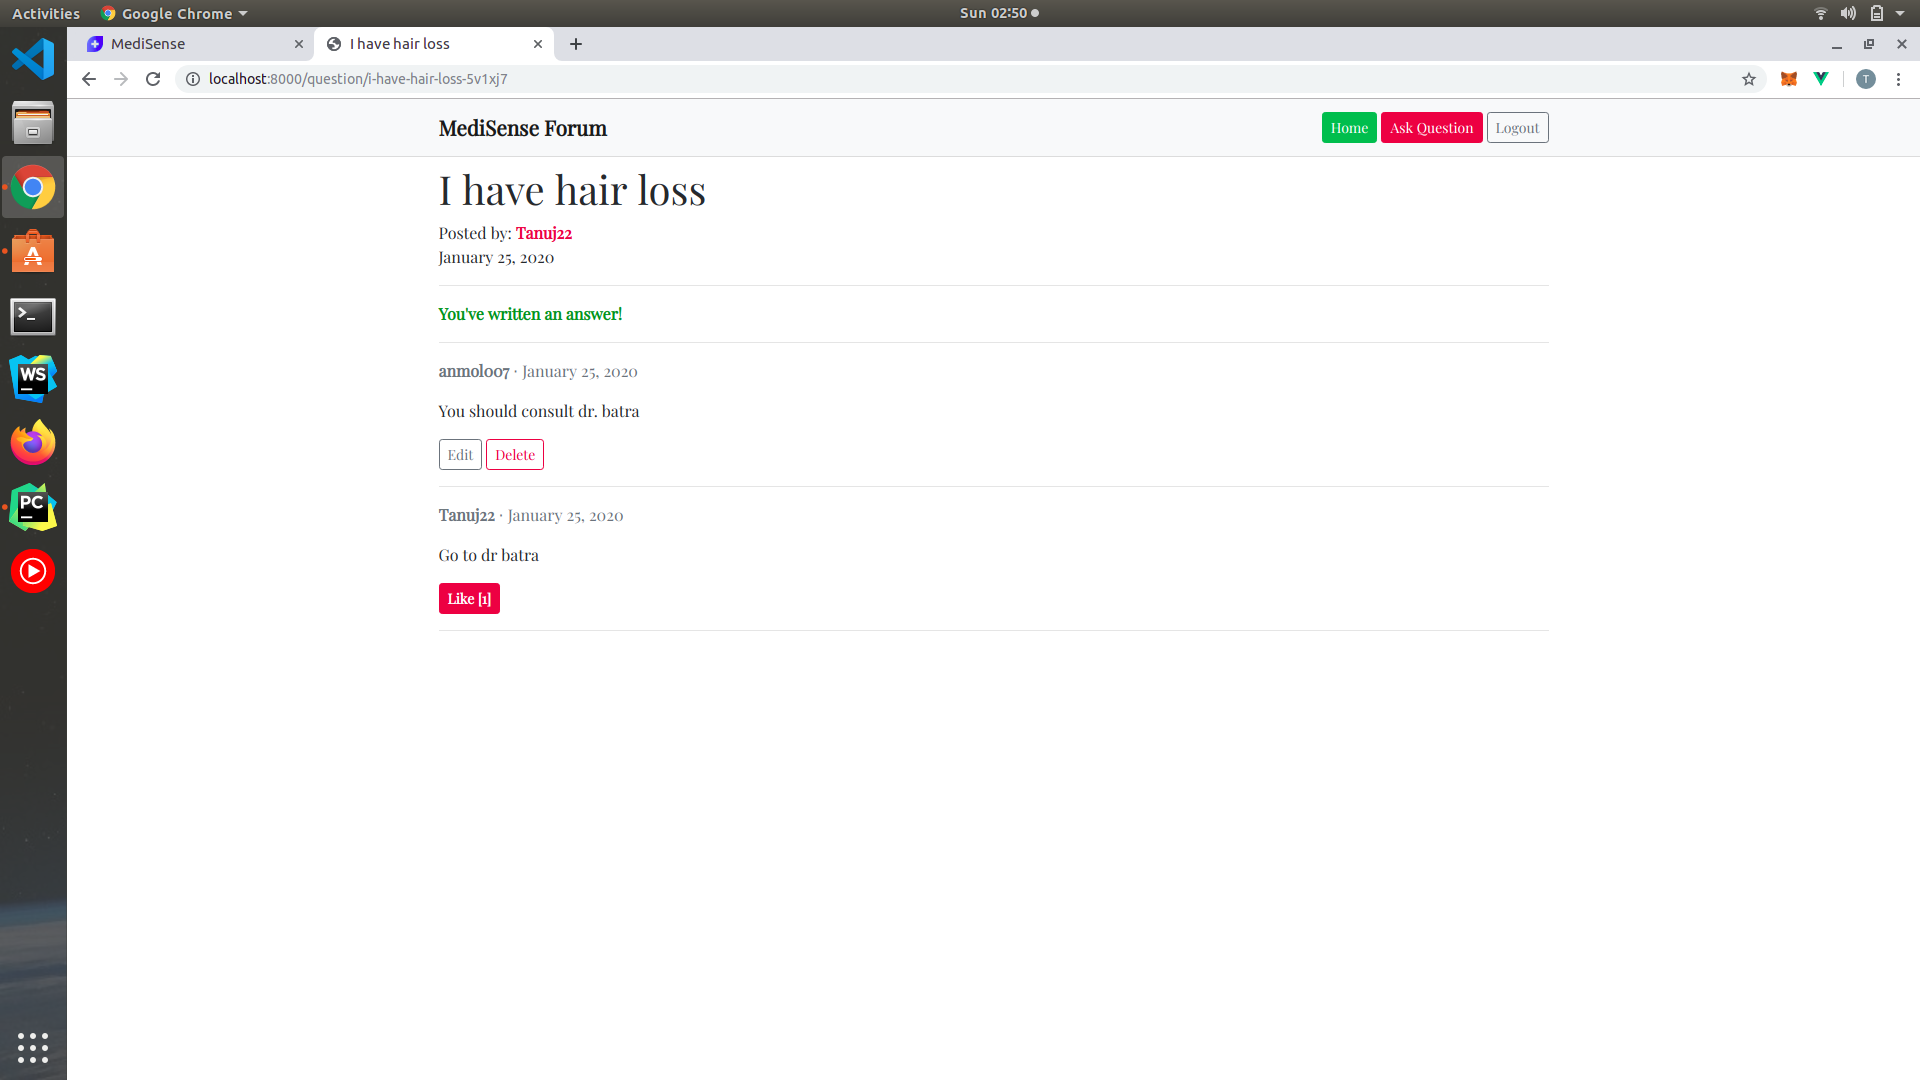 Activities Google Chrome Sun 02:50
MediSense I have hair loss
localhost:8000/question/i-have-hair-loss-5v1xj7 T
MediSense Forum Home Ask Question Logout
I have hair loss
Posted by: Tanuj22
January 25, 2020
You've written an answer!
anmol007 · January 25, 2020
You should consult dr. batra
Edit Delete
Tanuj22 · January 25, 2020
Go to dr batra
Like [1]
WS
PC